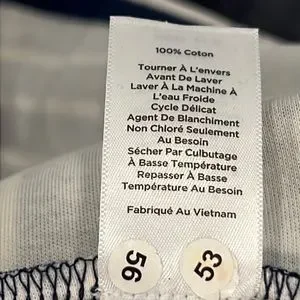 100% Coton
Tourner À L'envers
Avant De Laver
Laver À La Machine À
L'eau Froide
Cycle Délicat
Agent De Blanchiment
Non Chloré Seulement
Au Besoin
Sécher Par Culbutage
À Basse Température
Repasser À Basse
Température Au Besoin
Fabriqué Au Vietnam
56
53